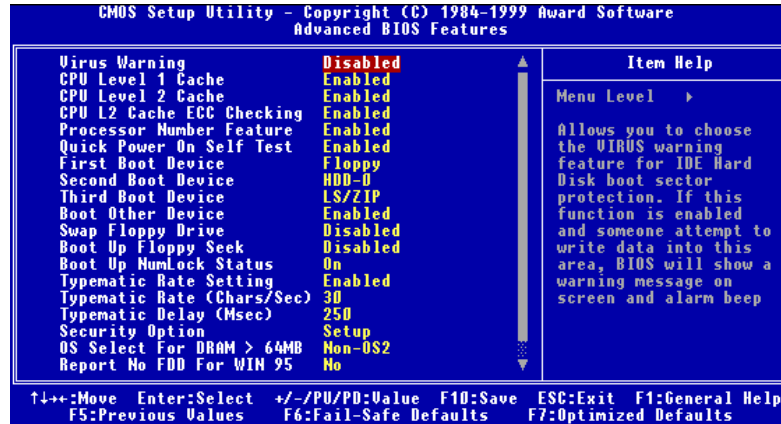 CMOS Setup Utility – Copyright (C) 1984-1999 Award Software
Advanced BIOS Features
Virus Warning Disabled
CPU Level 1 Cache Enabled
CPU Level 2 Cache Enabled
CPU L2 Cache ECC Checking Enabled
Processor Number Feature Enabled
Quick Power On Self Test Enabled
First Boot Device Floppy
Second Boot Device HDD-0
Third Boot Device LS/ZIP
Boot Other Device Enabled
Swap Floppy Drive Disabled
Boot Up Floppy Seek Disabled
Boot Up NumLock Status On
Typematic Rate Setting Enabled
Typematic Rate (Chars/Sec) 30
Typematic Delay (Msec) 250
Security Option Setup
OS Select For DRAM > 64MB Non-OS2
Report No FDD For WIN 95 No
Item Help
Menu Level ▸
Allows you to choose
the VIRUS warning
feature for IDE Hard
Disk boot sector
protection. If this
function is enabled
and someone attempt to
write data into this
area, BIOS will show a
warning message on
screen and alarm beep
↑↓→←:Move Enter:Select +/-/PU/PD:Value F10:Save ESC:Exit F1:General Help
F5:Previous Values F6:Fail-Safe Defaults F7:Optimized Defaults